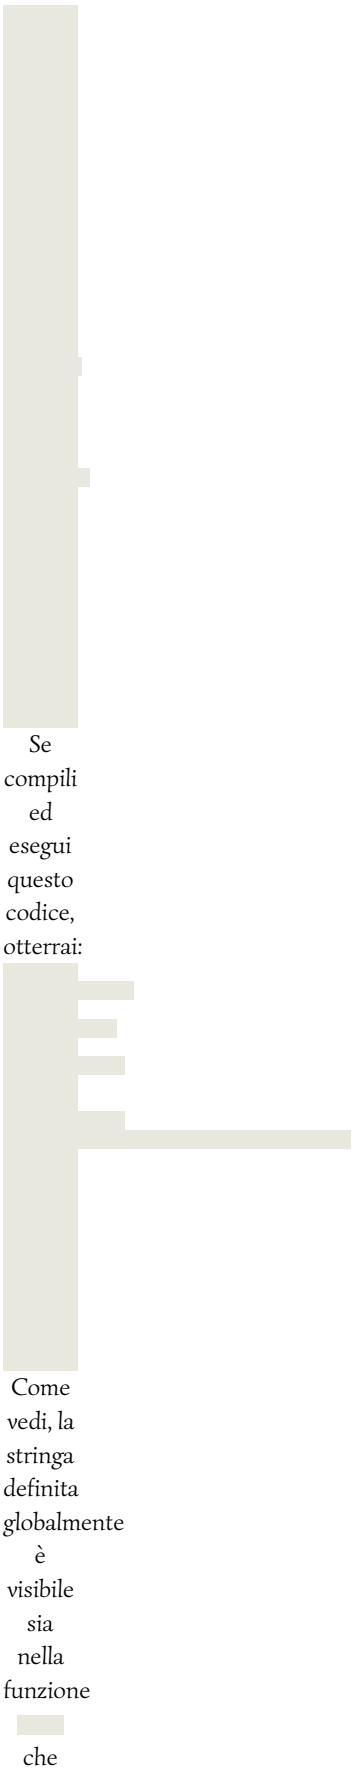 Se
compili
ed
esegui
questo
codice,
otterrai:
Come
vedi, la
stringa
definita
globalmente
è
visibile
sia
nella
funzione
che